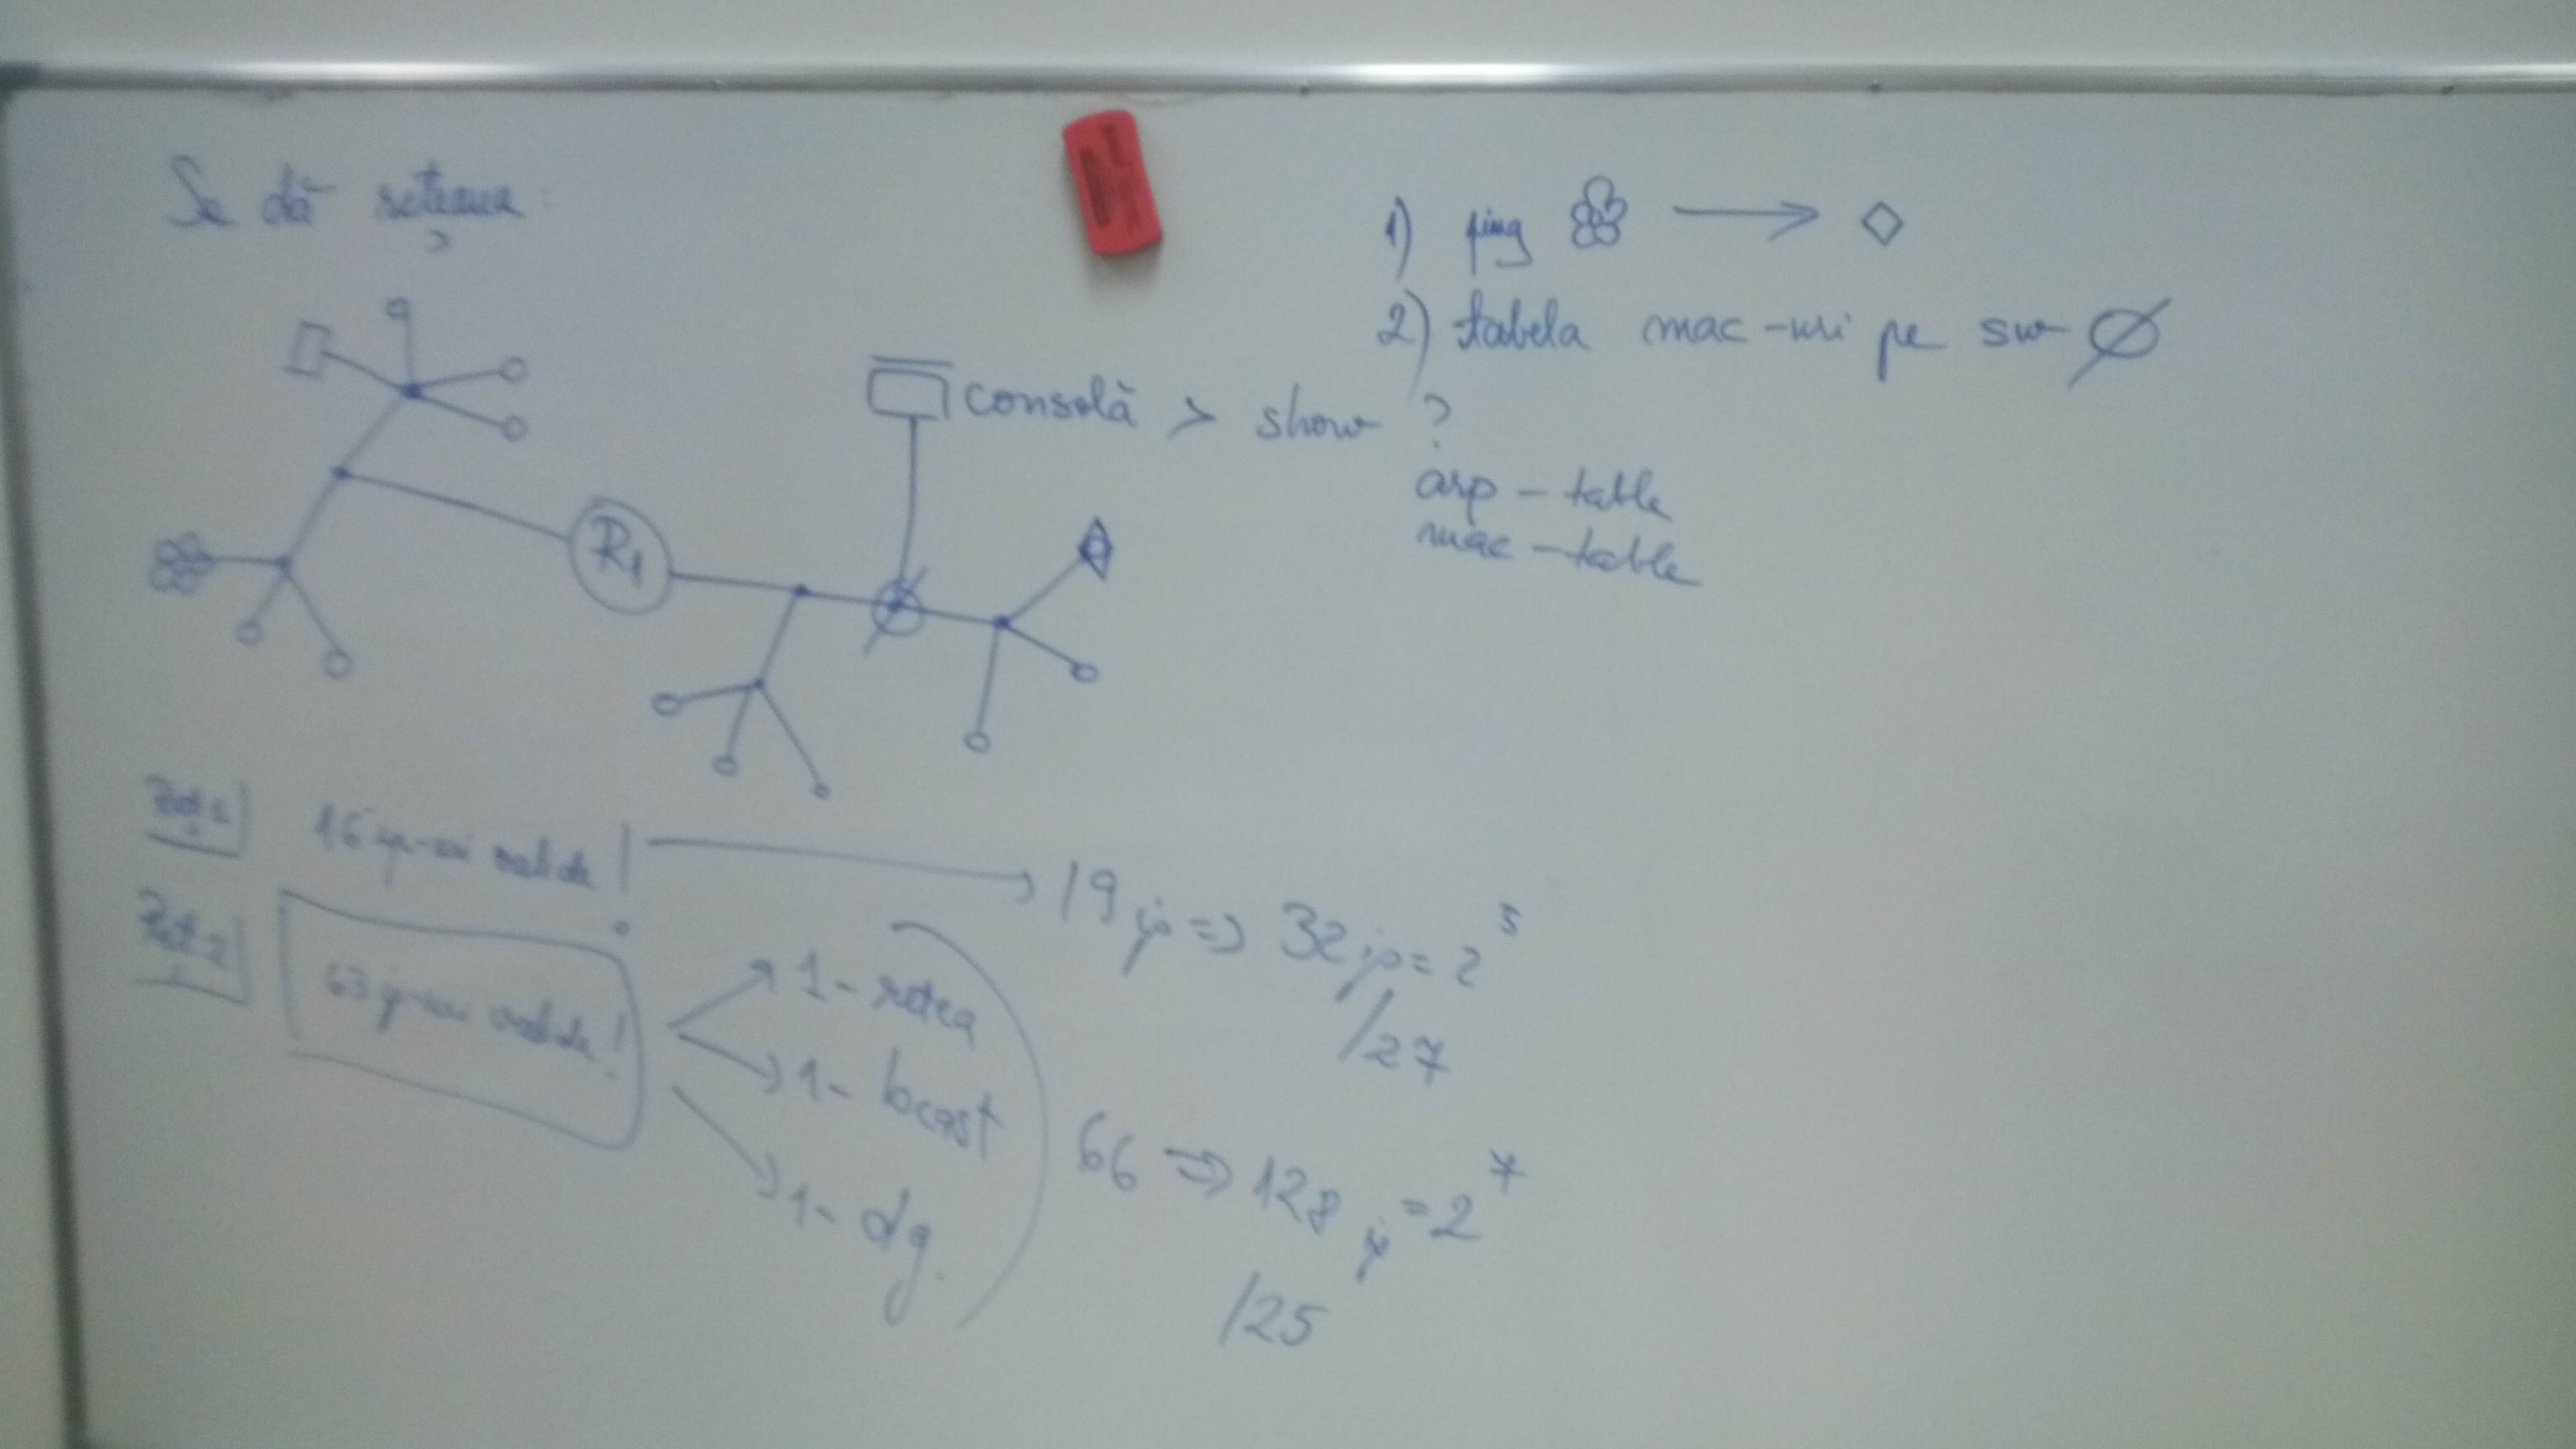 Se dă rețeaua:
1) ping →
2) tabela mac-uri pe sw Ø
consolă > show ?
arp - table
mac - table
R1
Ret 1
16 ip-uri valide! → 19 ip => 32 ip = 2^5
/27
Ret 2
63 ip-uri valide!
1 - rețea
1 - bcast
1 - dg.
66 => 128 ip = 2^7
/25